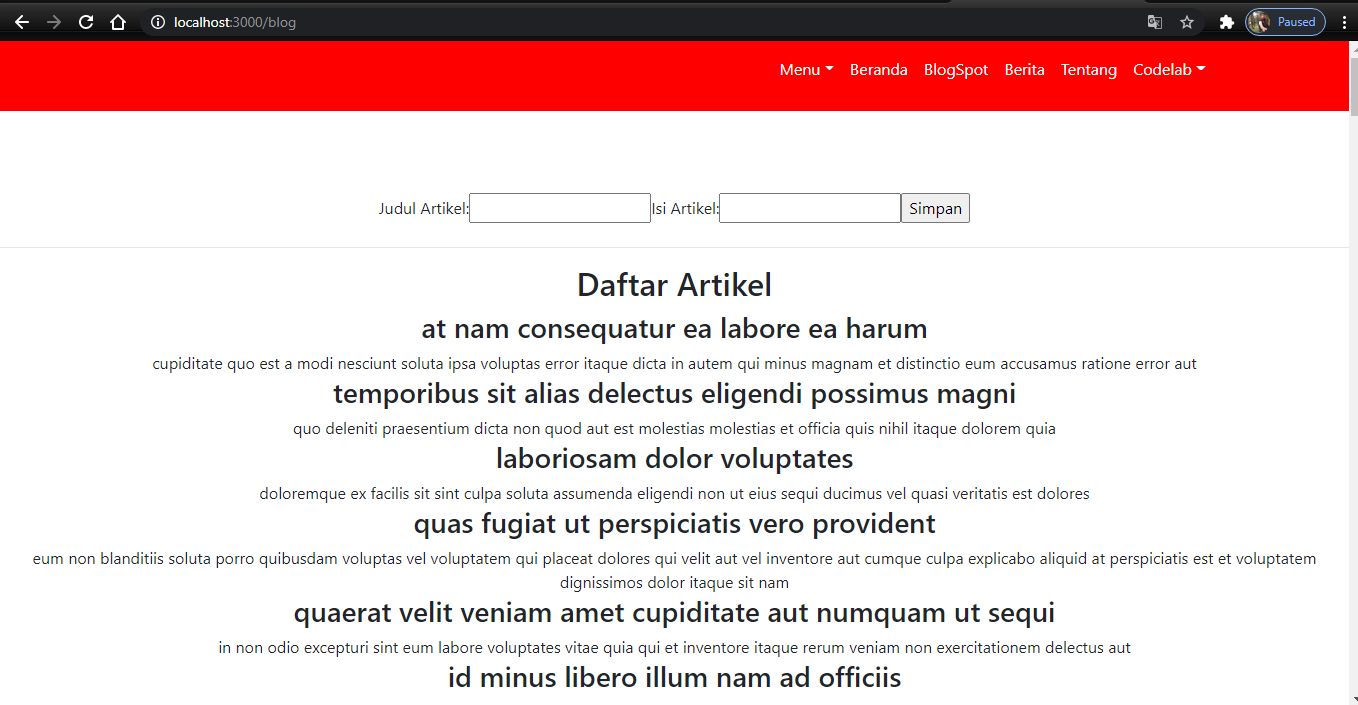 localhost:3000/blog
Paused
Menu Beranda BlogSpot Berita Tentang Codelab
Judul Artikel: Isi Artikel: Simpan
Daftar Artikel
at nam consequatur ea labore ea harum
cupiditate quo est a modi nesciunt soluta ipsa voluptas error itaque dicta in autem qui minus magnam et distinctio eum accusamus ratione error aut
temporibus sit alias delectus eligendi possimus magni
quo deleniti praesentium dicta non quod aut est molestias molestias et officia quis nihil itaque dolorem quia
laboriosam dolor voluptates
doloremque ex facilis sit sint culpa soluta assumenda eligendi non ut eius sequi ducimus vel quasi veritatis est dolores
quas fugiat ut perspiciatis vero provident
eum non blanditiis soluta porro quibusdam voluptas vel voluptatem qui placeat dolores qui velit aut vel inventore aut cumque culpa explicabo aliquid at perspiciatis est et voluptatem
dignissimos dolor itaque sit nam
quaerat velit veniam amet cupiditate aut numquam ut sequi
in non odio excepturi sint eum labore voluptates vitae quia qui et inventore itaque rerum veniam non exercitationem delectus aut
id minus libero illum nam ad officiis